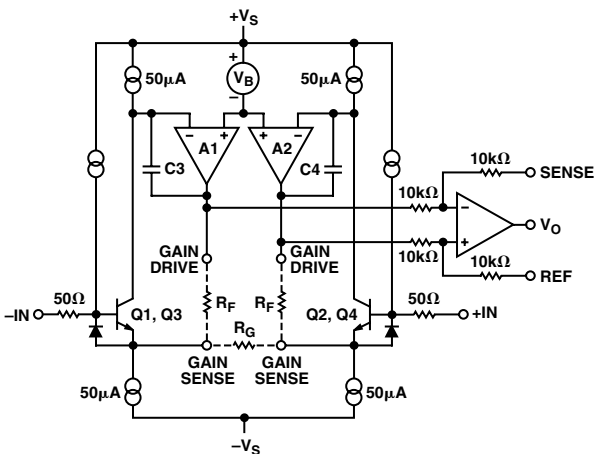 +VS
50μA
+
VB
–
50μA
– +
A1
+ –
A2
C3
C4
10kΩ
10kΩ
SENSE
–
+
VO
10kΩ
10kΩ
REF
GAIN
DRIVE
GAIN
DRIVE
RF
RF
–IN
50Ω
Q1, Q3
Q2, Q4
50Ω
+IN
RG
GAIN
SENSE
GAIN
SENSE
50μA
50μA
–VS